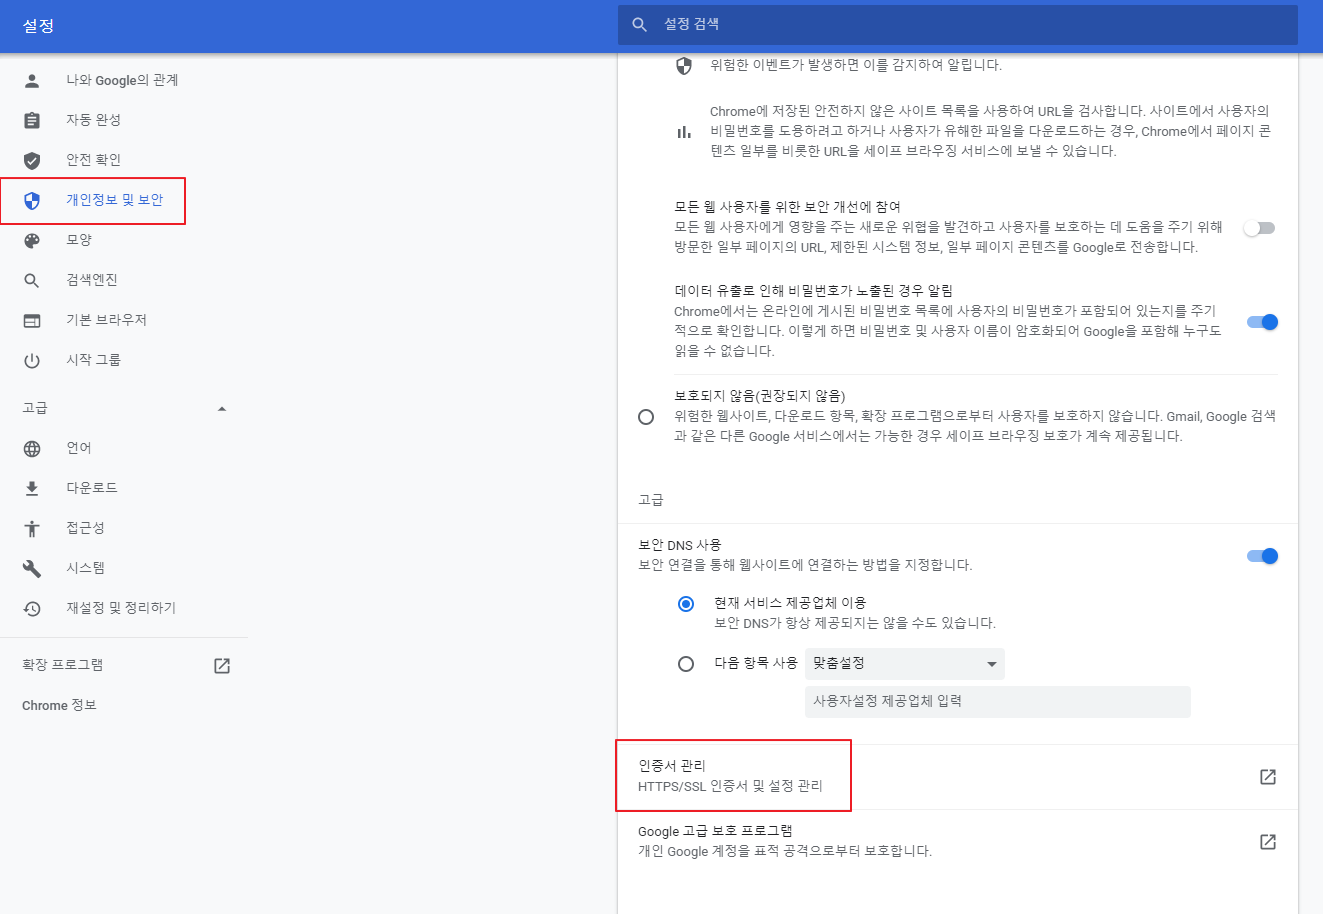 설정
설정 검색
나와 Google의 관계
자동 완성
안전 확인
개인정보 및 보안
모양
검색엔진
기본 브라우저
시작 그룹
고급
언어
다운로드
접근성
시스템
재설정 및 정리하기
확장 프로그램
Chrome 정보
위험한 이벤트가 발생하면 이를 감지하여 알립니다.
Chrome에 저장된 안전하지 않은 사이트 목록을 사용하여 URL을 검사합니다. 사이트에서 사용자의
비밀번호를 도용하려고 하거나 사용자가 유해한 파일을 다운로드하는 경우, Chrome에서 페이지 콘
텐츠 일부를 비롯한 URL을 세이프 브라우징 서비스에 보낼 수 있습니다.
모든 웹 사용자를 위한 보안 개선에 참여
모든 웹 사용자에게 영향을 주는 새로운 위협을 발견하고 사용자를 보호하는 데 도움을 주기 위해
방문한 일부 페이지의 URL, 제한된 시스템 정보, 일부 페이지 콘텐츠를 Google로 전송합니다.
데이터 유출로 인해 비밀번호가 노출된 경우 알림
Chrome에서는 온라인에 게시된 비밀번호 목록에 사용자의 비밀번호가 포함되어 있는지를 주기
적으로 확인합니다. 이렇게 하면 비밀번호 및 사용자 이름이 암호화되어 Google을 포함해 누구도
읽을 수 없습니다.
보호되지 않음(권장되지 않음)
위험한 웹사이트, 다운로드 항목, 확장 프로그램으로부터 사용자를 보호하지 않습니다. Gmail, Google 검색
과 같은 다른 Google 서비스에서는 가능한 경우 세이프 브라우징 보호가 계속 제공됩니다.
고급
보안 DNS 사용
보안 연결을 통해 웹사이트에 연결하는 방법을 지정합니다.
현재 서비스 제공업체 이용
보안 DNS가 항상 제공되지는 않을 수도 있습니다.
다음 항목 사용 맞춤설정
사용자설정 제공업체 입력
인증서 관리
HTTPS/SSL 인증서 및 설정 관리
Google 고급 보호 프로그램
개인 Google 계정을 표적 공격으로부터 보호합니다.